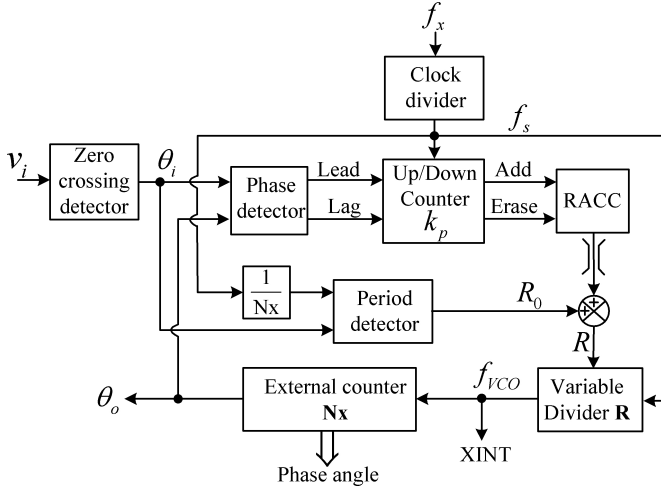 f_x
Clock
divider
f_s
v_i
Zero
crossing
detector
θ_i
Phase
detector
Lead
Lag
Up/Down
Counter
k_p
Add
Erase
RACC
1
Nx
Period
detector
R_0
+
+
R
θ_o
External counter
Nx
f_VCO
Variable
Divider R
XINT
Phase angle